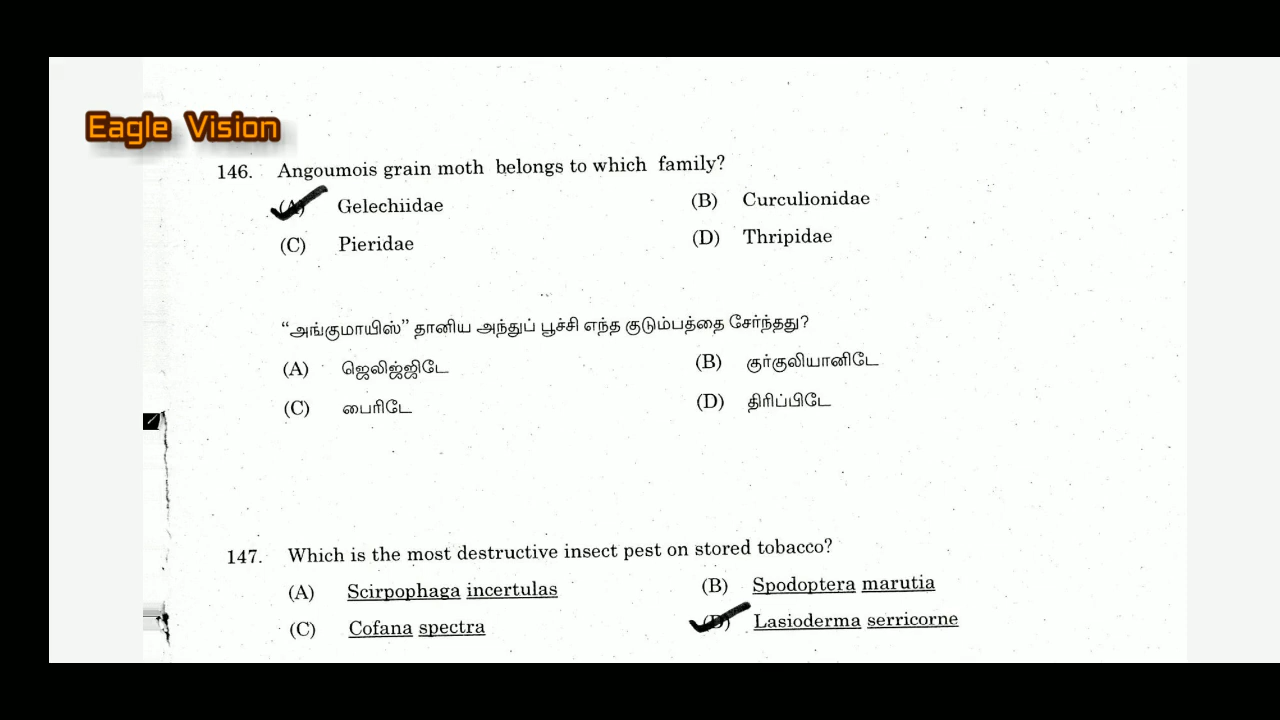 Eagle Vision
146. Angoumois grain moth belongs to which family?
(A) Gelechiidae (B) Curculionidae
(C) Pieridae (D) Thripidae
“அங்குமாயிஸ்” தானிய அந்துப் பூச்சி எந்த குடும்பத்தை சேர்ந்தது?
(A) ஜெலிஜ்ஜிடே (B) குர்குலியானிடே
(C) பைரிடே (D) திரிப்பிடே
147. Which is the most destructive insect pest on stored tobacco?
(A) Scirpophaga incertulas (B) Spodoptera marutia
(C) Cofana spectra (D) Lasioderma serricorne